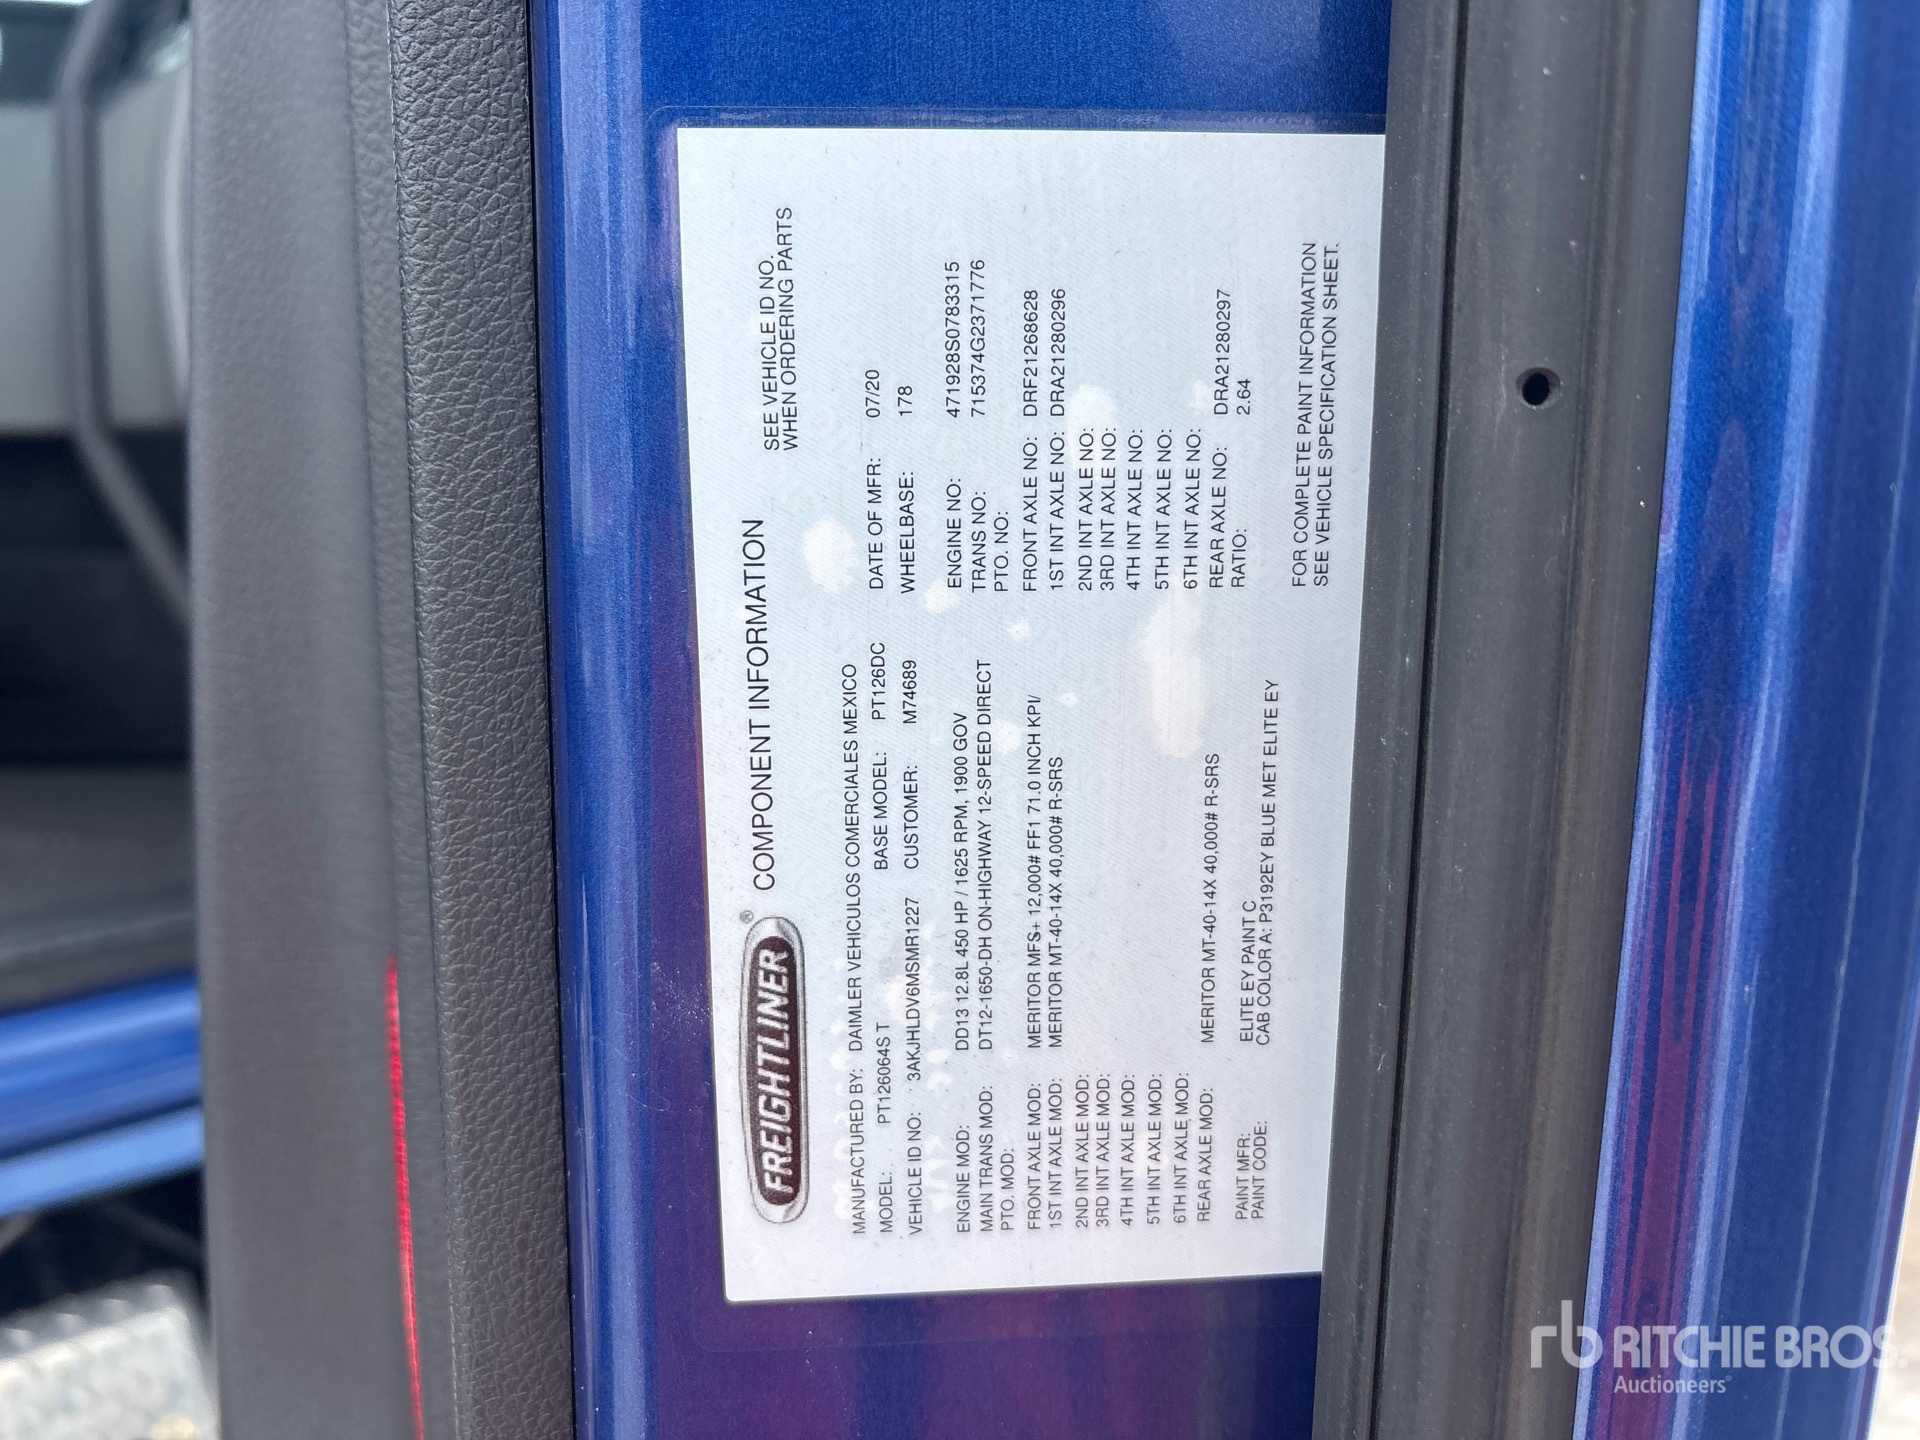 FREIGHTLINER®
COMPONENT INFORMATION
SEE VEHICLE ID NO.
WHEN ORDERING PARTS
MANUFACTURED BY: DAIMLER VEHICULOS COMERCIALES MEXICO
MODEL: PT126064S T BASE MODEL: PT126DC DATE OF MFR: 07/20
VEHICLE ID NO: 3AKJHLDV6MSMR1227 CUSTOMER: M74689 WHEELBASE: 178
ENGINE MOD: DD13 12.8L 450 HP / 1625 RPM, 1900 GOV ENGINE NO: 471928S0783315
MAIN TRANS MOD: DT12-1650-DH ON-HIGHWAY 12-SPEED DIRECT TRANS NO: 715374G2371776
PTO. MOD: PTO. NO:
FRONT AXLE MOD: MERITOR MFS+ 12,000# FF1 71.0 INCH KPI/ FRONT AXLE NO: DRF21268628
1ST INT AXLE MOD: MERITOR MT-40-14X 40,000# R-SRS 1ST INT AXLE NO: DRA21280296
2ND INT AXLE MOD: 2ND INT AXLE NO:
3RD INT AXLE MOD: 3RD INT AXLE NO:
4TH INT AXLE MOD: 4TH INT AXLE NO:
5TH INT AXLE MOD: 5TH INT AXLE NO:
6TH INT AXLE MOD: 6TH INT AXLE NO:
REAR AXLE MOD: MERITOR MT-40-14X 40,000# R-SRS REAR AXLE NO: DRA21280297
RATIO: 2.64
PAINT MFR: ELITE EY PAINT C
PAINT CODE: CAB COLOR A: P3192EY BLUE MET ELITE EY
FOR COMPLETE PAINT INFORMATION
SEE VEHICLE SPECIFICATION SHEET.
rb RITCHIE BROS.
Auctioneers